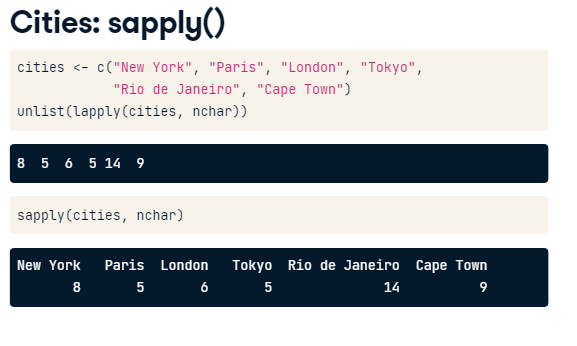 Cities: sapply()
cities <- c("New York", "Paris", "London", "Tokyo",
            "Rio de Janeiro", "Cape Town")
unlist(lapply(cities, nchar))
8  5  6  5 14  9
sapply(cities, nchar)
New York   Paris  London   Tokyo  Rio de Janeiro  Cape Town
       8       5       6       5              14          9